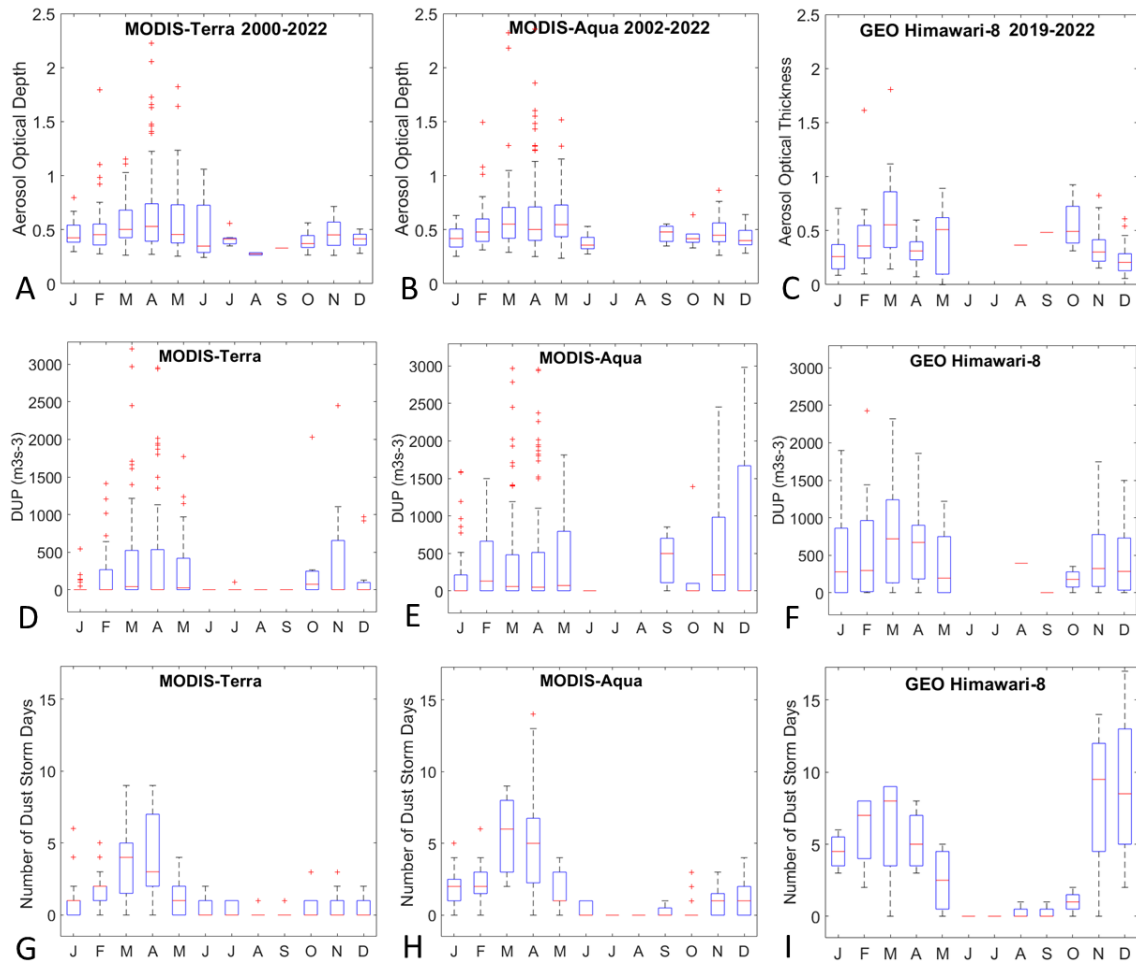 MODIS-Terra 2000-2022
Aerosol Optical Depth
2.5
2
1.5
1
0.5
0
A
J F M A M J J A S O N D
MODIS-Aqua 2002-2022
Aerosol Optical Depth
2.5
2
1.5
1
0.5
0
B
J F M A M J J A S O N D
GEO Himawari-8 2019-2022
Aerosol Optical Thickness
2.5
2
1.5
1
0.5
0
C
J F M A M J J A S O N D
MODIS-Terra
DUP (m3s-3)
3000
2500
2000
1500
1000
500
0
D
J F M A M J J A S O N D
MODIS-Aqua
DUP (m3s-3)
3000
2500
2000
1500
1000
500
0
E
J F M A M J J A S O N D
GEO Himawari-8
DUP (m3s-3)
3000
2500
2000
1500
1000
500
0
F
J F M A M J J A S O N D
MODIS-Terra
Number of Dust Storm Days
15
10
5
0
G
J F M A M J J A S O N D
MODIS-Aqua
Number of Dust Storm Days
15
10
5
0
H
J F M A M J J A S O N D
GEO Himawari-8
Number of Dust Storm Days
15
10
5
0
I
J F M A M J J A S O N D